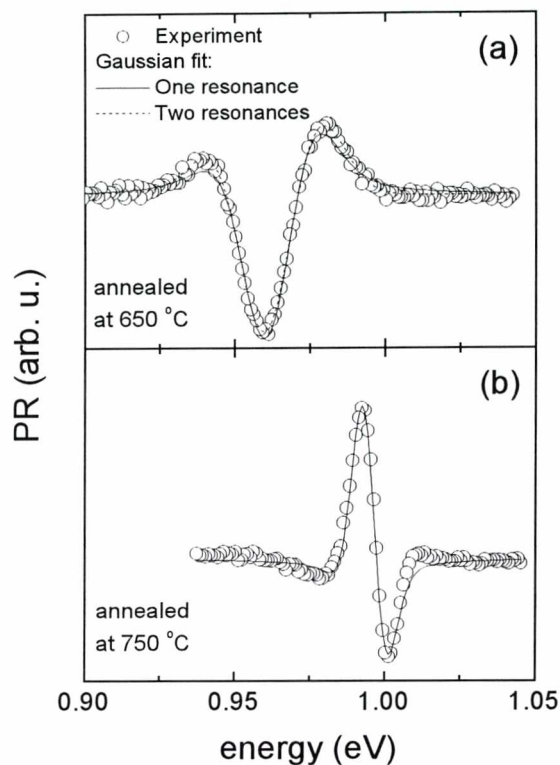 Experiment
(a)
Gaussian fit:
One resonance
Two resonances
annealed
at 650 °C
(b)
annealed
at 750 °C
PR (arb. u.)
0.90 0.95 1.00 1.05
energy (eV)